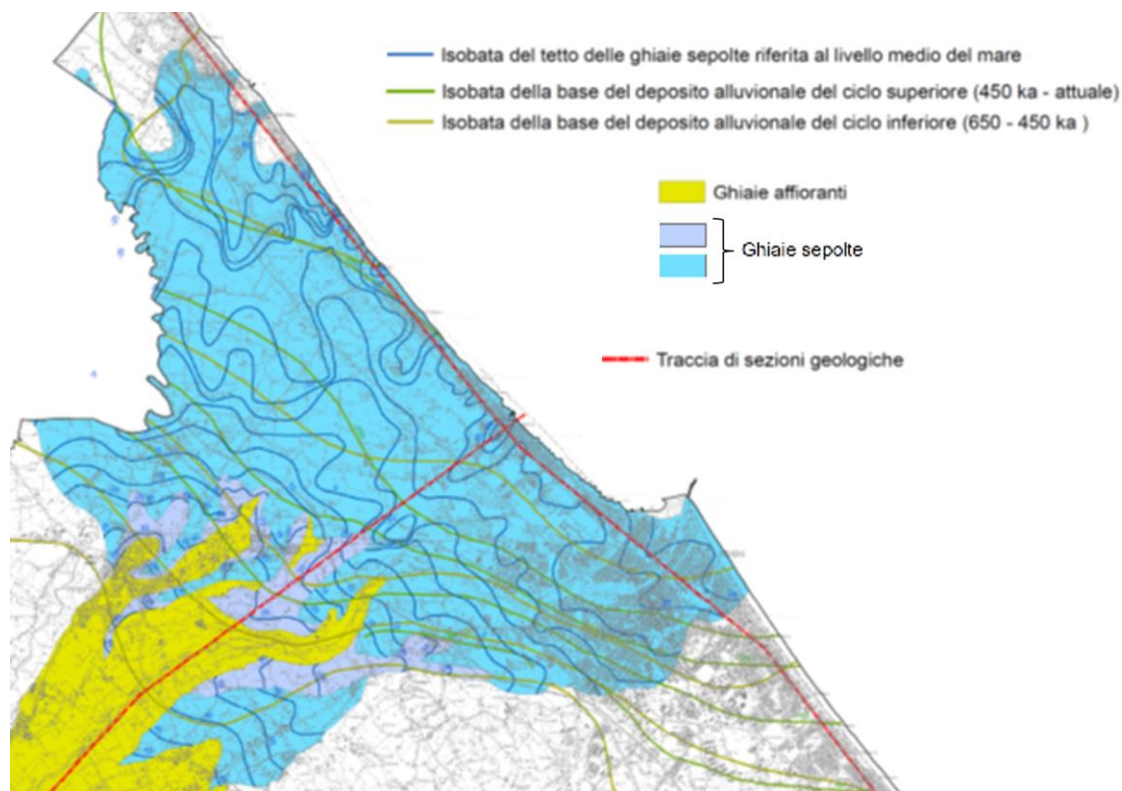 Isobata del tetto delle ghiaie sepolte riferita al livello medio del mare
Isobata della base del deposito alluvionale del ciclo superiore (450 ka - attuale)
Isobata della base del deposito alluvionale del ciclo inferiore (650 - 450 ka )
Ghiaie affioranti
Ghiaie sepolte
Traccia di sezioni geologiche